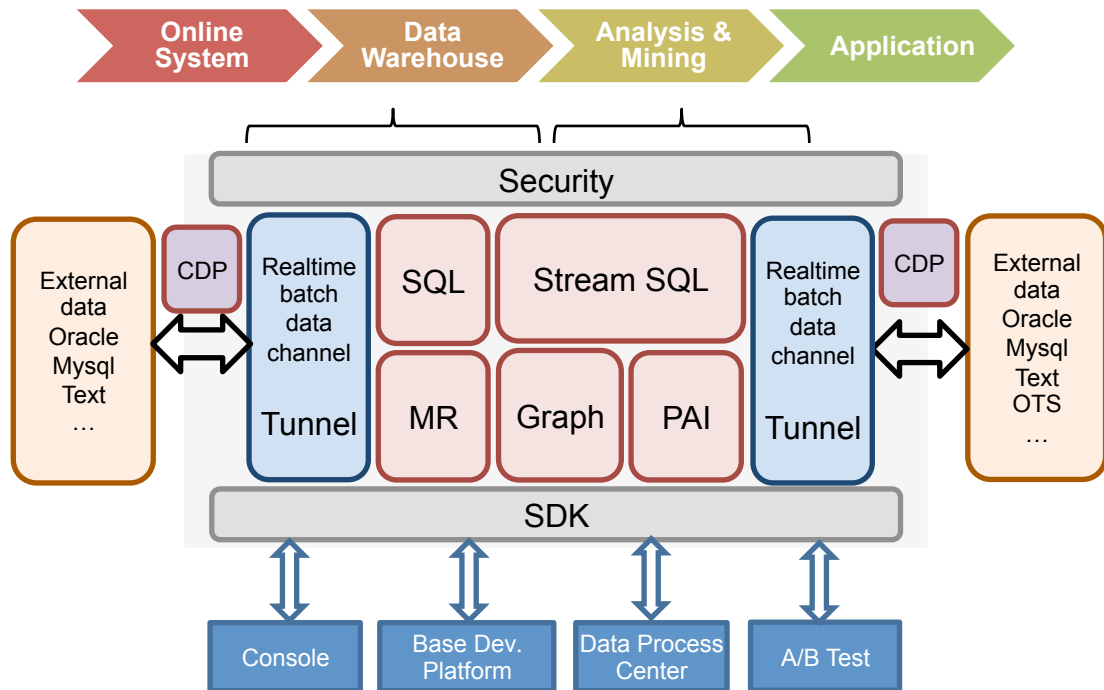 Online
System
Data
Warehouse
Analysis &
Mining
Application
Security
External
data
Oracle
Mysql
Text
…
CDP
Realtime
batch
data
channel
Tunnel
SQL
Stream SQL
MR
Graph
PAI
Realtime
batch
data
channel
Tunnel
CDP
External
data
Oracle
Mysql
Text
OTS
…
SDK
Console
Base Dev.
Platform
Data Process
Center
A/B Test